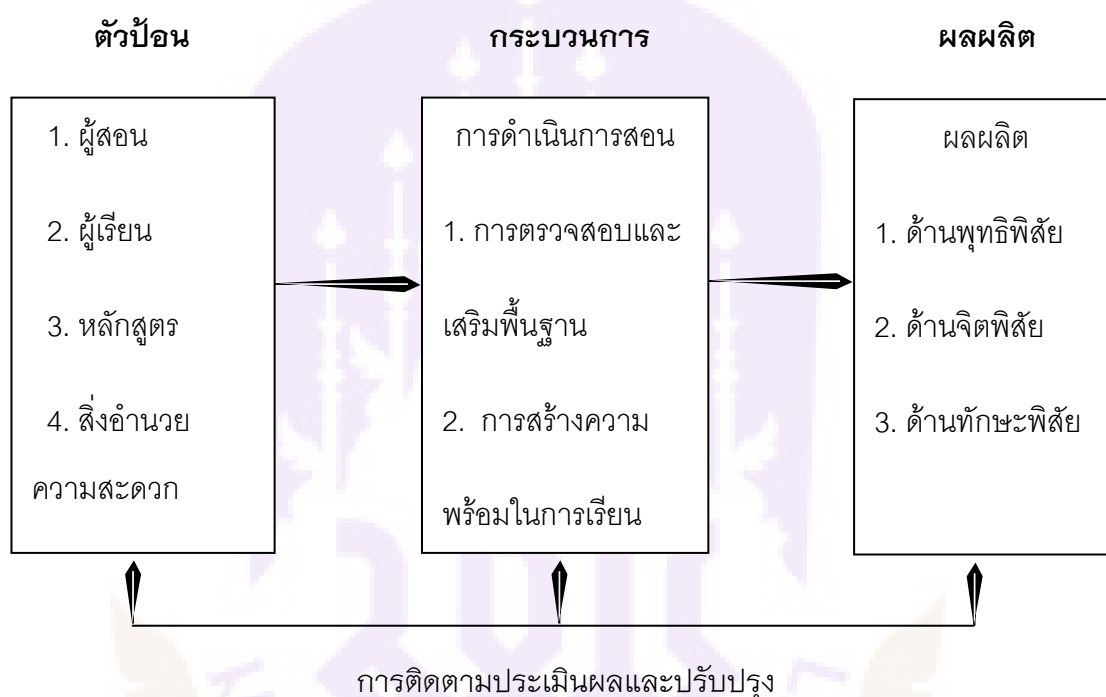 ตัวป้อน
กระบวนการ
ผลผลิต
1. ผู้สอน
2. ผู้เรียน
3. หลักสูตร
4. สิ่งอำนวย
ความสะดวก
การดำเนินการสอน
1. การตรวจสอบและ
เสริมพื้นฐาน
2. การสร้างความ
พร้อมในการเรียน
ผลผลิต
1. ด้านพุทธิพิสัย
2. ด้านจิตพิสัย
3. ด้านทักษะพิสัย
การติดตามประเมินผลและปรับปรุง